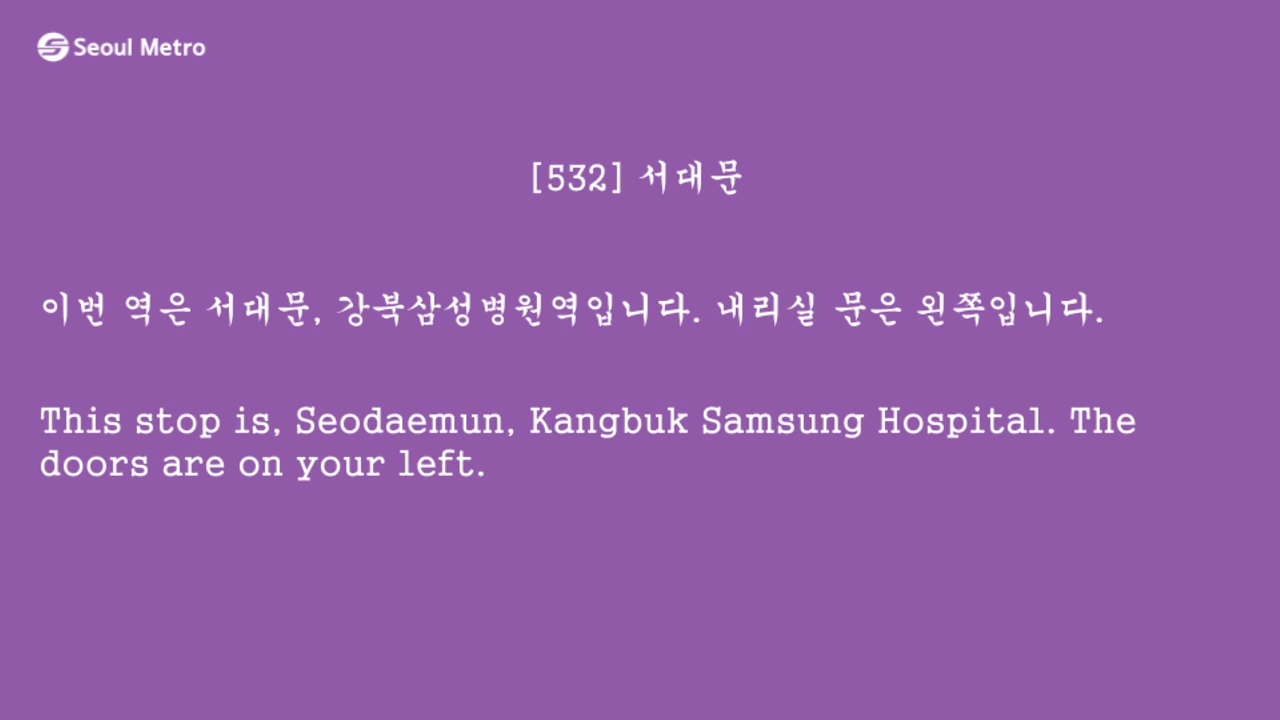 Seoul Metro
[532] 서대문
이번 역은 서대문, 강북삼성병원역입니다. 내리실 문은 왼쪽입니다.
This stop is, Seodaemun, Kangbuk Samsung Hospital. The
doors are on your left.